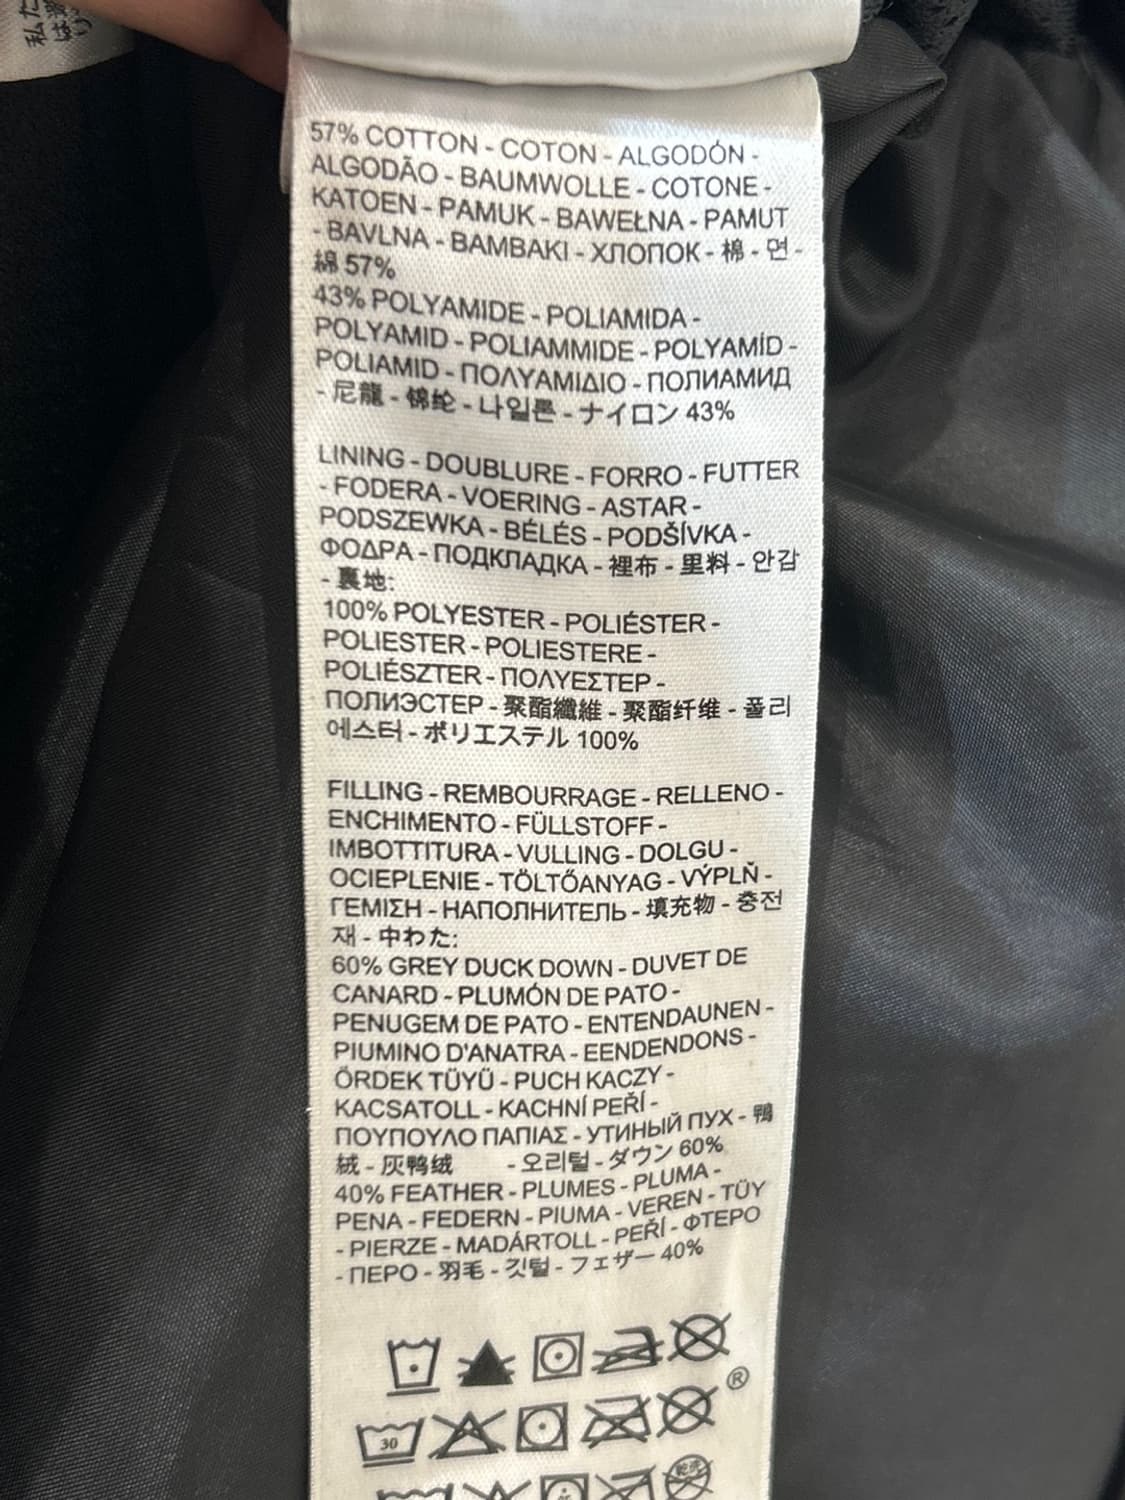 私た
57% COTTON - COTON - ALGODÓN -
ALGODÃO - BAUMWOLLE - COTONE -
KATOEN - PAMUK - BAWEŁNA - PAMUT
- BAVLNA - BAMBAKI - ХЛОПОК - 棉 - 면 -
綿 57%
43% POLYAMIDE - POLIAMIDA -
POLYAMID - POLIAMMIDE - POLYAMÍD -
POLIAMID - ΠΟΛΥΑΜΙΔΙΟ - ПОЛИАМИД
- 尼龍 - 锦纶 - 나일론 - ナイロン 43%
LINING - DOUBLURE - FORRO - FUTTER
- FODERA - VOERING - ASTAR -
PODSZEWKA - BÉLÉS - PODŠÍVKA -
ΦΟΔΡΑ - ПОДКЛАДКА - 裡布 - 里料 - 안감
- 裏地:
100% POLYESTER - POLIÉSTER -
POLIESTER - POLIESTERE -
POLIÉSZTER - ΠΟΛΥΕΣΤΕΡ -
ПОЛИЭСТЕР - 聚酯纖維 - 聚酯纤维 - 폴리
에스터 - ポリエステル 100%
FILLING - REMBOURRAGE - RELLENO -
ENCHIMENTO - FÜLLSTOFF -
IMBOTTITURA - VULLING - DOLGU -
OCIEPLENIE - TÖLTŐANYAG - VÝPLŇ -
ΓΕΜΙΣΗ - НАПОЛНИТЕЛЬ - 填充物 - 충전
재 - 中わた:
60% GREY DUCK DOWN - DUVET DE
CANARD - PLUMÓN DE PATO -
PENUGEM DE PATO - ENTENDAUNEN -
PIUMINO D'ANATRA - EENDENDONS -
ÖRDEK TÜYÜ - PUCH KACZY -
KACSATOLL - KACHNÍ PEŘÍ -
ΠΟΥΠΟΥΛΟ ΠΑΠΙΑΣ - УТИНЫЙ ПУХ - 鴨
絨 - 灰鸭绒 - 오리털 - ダウン 60%
40% FEATHER - PLUMES - PLUMA -
PENA - FEDERN - PIUMA - VEREN - TÜY
- PIERZE - MADÁRTOLL - PEŘÍ - ΦΤΕΡΟ
- ПЕРО - 羽毛 - 깃털 - フェザー 40%
®
30